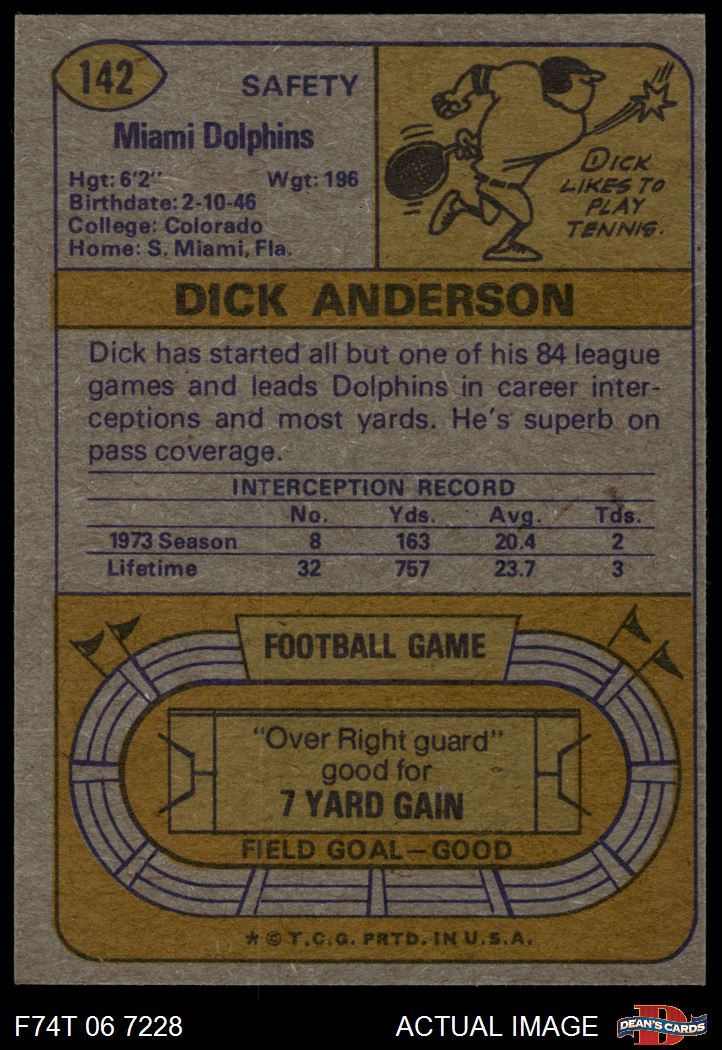 142
SAFETY
Miami Dolphins
Hgt: 6'2" Wgt: 196
Birthdate: 2-10-46
College: Colorado
Home: S. Miami, Fla.
DICK
LIKES TO
PLAY
TENNIS.
DICK ANDERSON
Dick has started all but one of his 84 league
games and leads Dolphins in career inter-
ceptions and most yards. He's superb on
pass coverage.
INTERCEPTION RECORD
No. Yds. Avg. Tds.
1973 Season 8 163 20.4 2
Lifetime 32 757 23.7 3
FOOTBALL GAME
"Over Right guard"
good for
7 YARD GAIN
FIELD GOAL—GOOD
* © T.C.G. PRTD. IN U.S.A.
F74T 06 7228 ACTUAL IMAGE DEAN'S CARDS